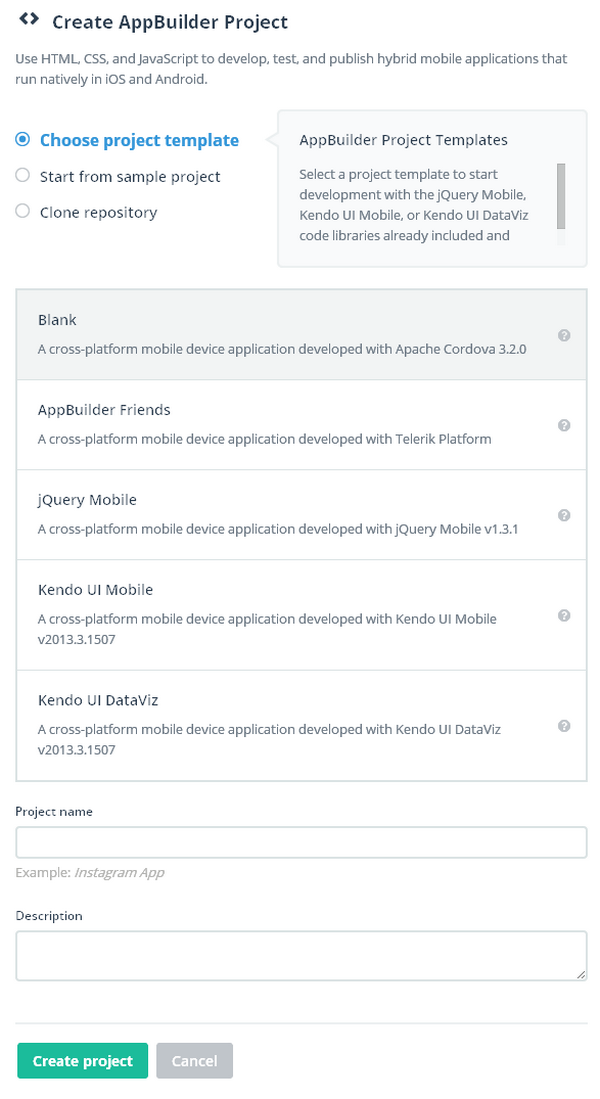 Create AppBuilder Project
Use HTML, CSS, and JavaScript to develop, test, and publish hybrid mobile applications that
run natively in iOS and Android.
Choose project template
Start from sample project
Clone repository
AppBuilder Project Templates
Select a project template to start
development with the jQuery Mobile,
Kendo UI Mobile, or Kendo UI DataViz
code libraries already included and
Blank
A cross-platform mobile device application developed with Apache Cordova 3.2.0
AppBuilder Friends
A cross-platform mobile device application developed with Telerik Platform
jQuery Mobile
A cross-platform mobile device application developed with jQuery Mobile v1.3.1
Kendo UI Mobile
A cross-platform mobile device application developed with Kendo UI Mobile
v2013.3.1507
Kendo UI DataViz
A cross-platform mobile device application developed with Kendo UI DataViz
v2013.3.1507
Project name
Example: Instagram App
Description
Create project
Cancel